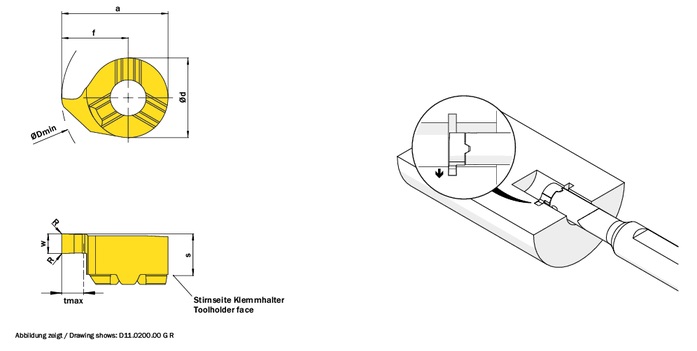 a
f
Ød
ØDmin
R
w
R
s
tmax
Stirnseite Klemmhalter
Toolholder face
Abbildung zeigt / Drawing shows: D11.0200.00 G R